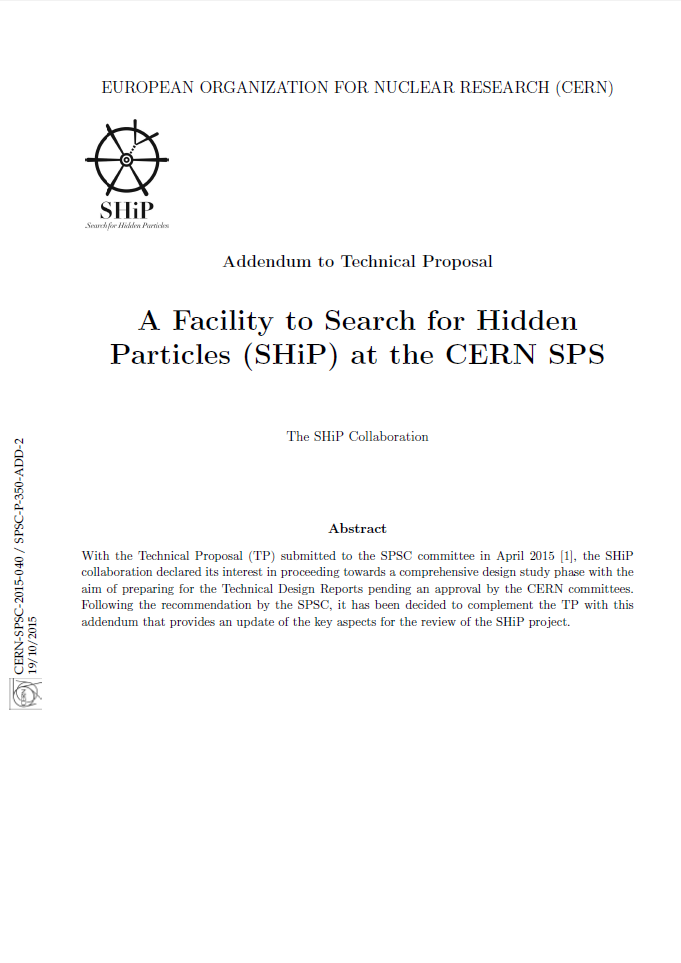 EUROPEAN ORGANIZATION FOR NUCLEAR RESEARCH (CERN)
SHiP
Search for Hidden Particles
Addendum to Technical Proposal
A Facility to Search for Hidden
Particles (SHiP) at the CERN SPS
The SHiP Collaboration
Abstract
With the Technical Proposal (TP) submitted to the SPSC committee in April 2015 [1], the SHiP
collaboration declared its interest in proceeding towards a comprehensive design study phase with the
aim of preparing for the Technical Design Reports pending an approval by the CERN committees.
Following the recommendation by the SPSC, it has been decided to complement the TP with this
addendum that provides an update of the key aspects for the review of the SHiP project.
CERN-SPSC-2015-040 / SPSC-P-350-ADD-2
19/10/2015